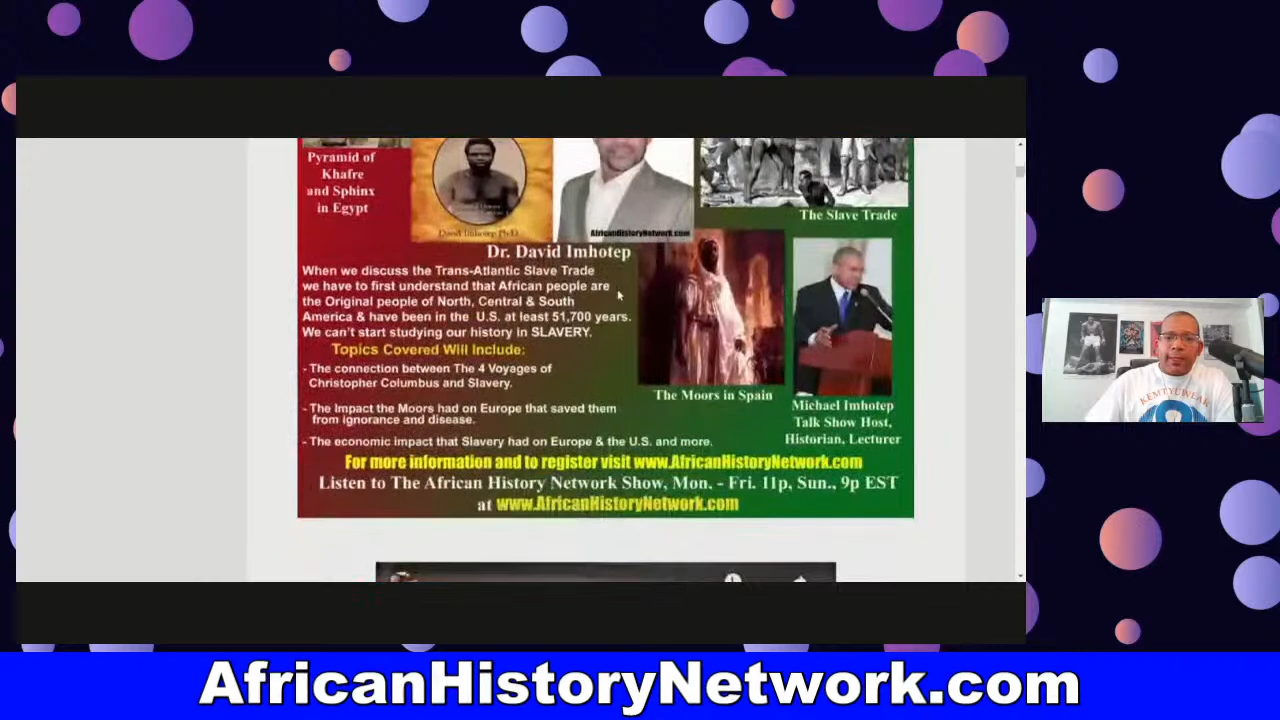 Pyramid of
Khafre
and Sphinx
in Egypt
David Imhotep Ph.D.
AfricanHistoryNetwork.com
The Slave Trade
Dr. David Imhotep
When we discuss the Trans-Atlantic Slave Trade
we have to first understand that African people are
the Original people of North, Central & South
America & have been in the U.S. at least 51,700 years.
We can't start studying our history in SLAVERY.
Topics Covered Will Include:
- The connection between The 4 Voyages of
Christopher Columbus and Slavery.
- The Impact the Moors had on Europe that saved them
from ignorance and disease.
- The economic impact that Slavery had on Europe & the U.S. and more.
The Moors in Spain
Michael Imhotep
Talk Show Host,
Historian, Lecturer
For more information and to register visit www.AfricanHistoryNetwork.com
Listen to The African History Network Show, Mon. - Fri. 11p, Sun., 9p EST
at www.AfricanHistoryNetwork.com
KEMTYUWEAR
AfricanHistoryNetwork.com